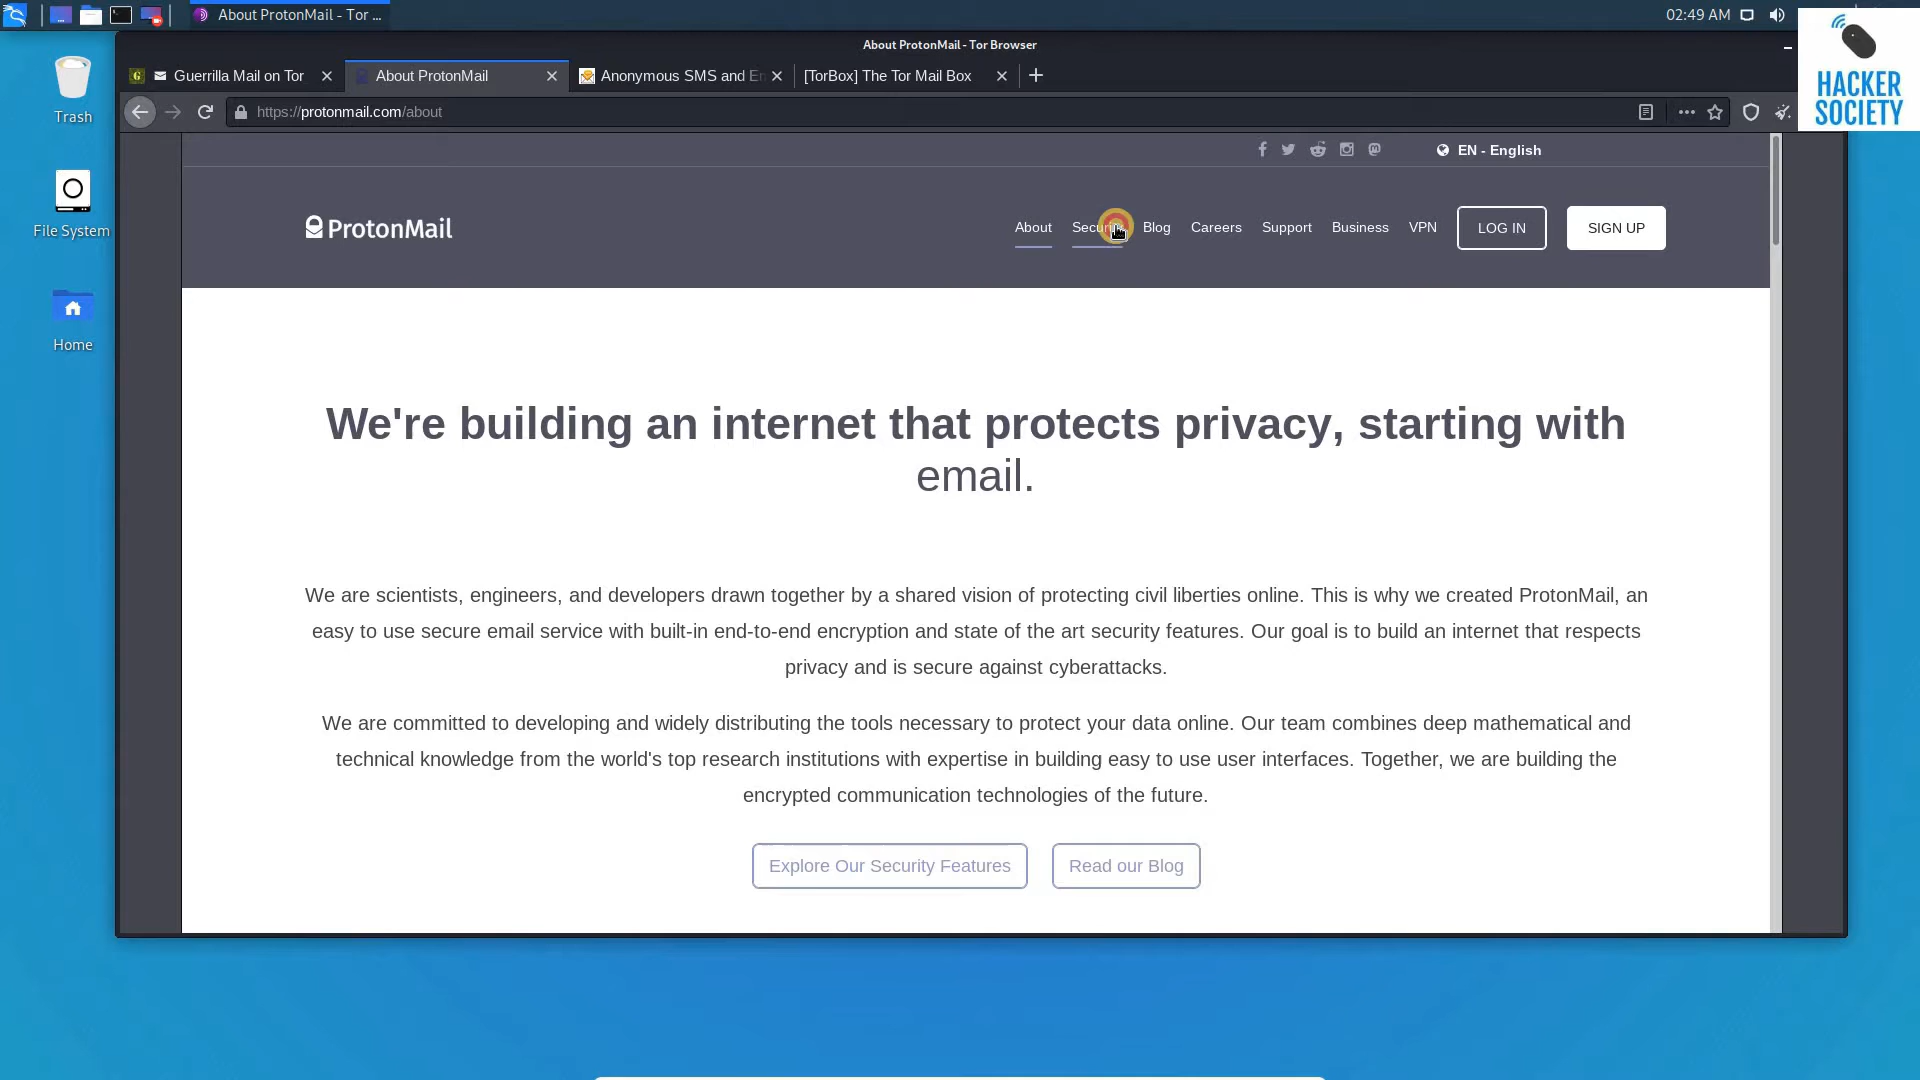 About ProtonMail - Tor ...
02:49 AM
About ProtonMail - Tor Browser
Guerrilla Mail on Tor
About ProtonMail
Anonymous SMS and Em
[TorBox] The Tor Mail Box
https://protonmail.com/about
HACKER
SOCIETY
Trash
File System
Home
EN - English
ProtonMail
About
Security
Blog
Careers
Support
Business
VPN
LOG IN
SIGN UP
We're building an internet that protects privacy, starting with
email.
We are scientists, engineers, and developers drawn together by a shared vision of protecting civil liberties online. This is why we created ProtonMail, an
easy to use secure email service with built-in end-to-end encryption and state of the art security features. Our goal is to build an internet that respects
privacy and is secure against cyberattacks.
We are committed to developing and widely distributing the tools necessary to protect your data online. Our team combines deep mathematical and
technical knowledge from the world's top research institutions with expertise in building easy to use user interfaces. Together, we are building the
encrypted communication technologies of the future.
Explore Our Security Features
Read our Blog